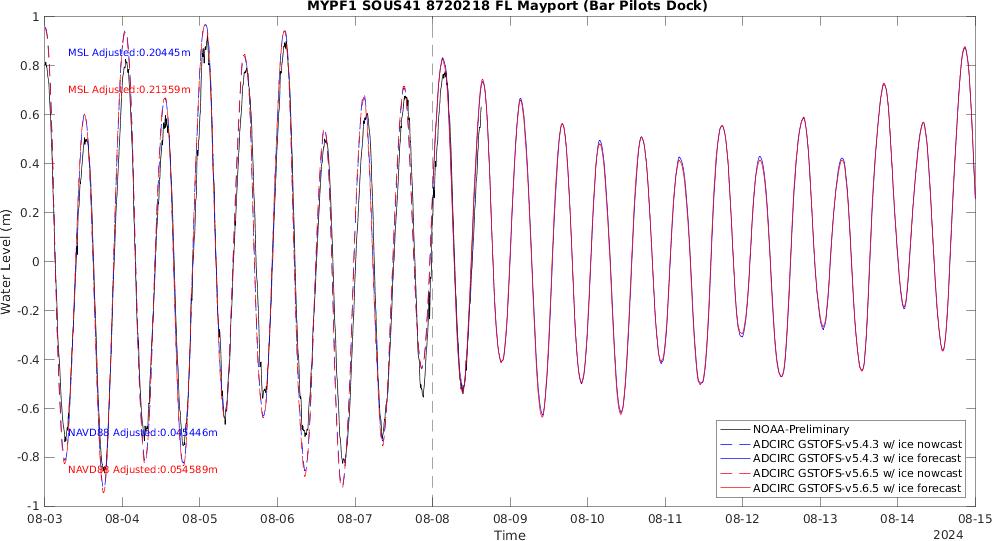 MYPF1 SOUS41 8720218 FL Mayport (Bar Pilots Dock)
1
0.8
0.6
0.4
0.2
0
-0.2
-0.4
-0.6
-0.8
-1
Water Level (m)
MSL Adjusted:0.20445m
MSL Adjusted:0.21359m
NAVD88 Adjusted:0.045446m
NAVD88 Adjusted:0.054589m
NOAA-Preliminary
ADCIRC GSTOFS-v5.4.3 w/ ice nowcast
ADCIRC GSTOFS-v5.4.3 w/ ice forecast
ADCIRC GSTOFS-v5.6.5 w/ ice nowcast
ADCIRC GSTOFS-v5.6.5 w/ ice forecast
08-03 08-04 08-05 08-06 08-07 08-08 08-09 08-10 08-11 08-12 08-13 08-14 08-15
Time
2024